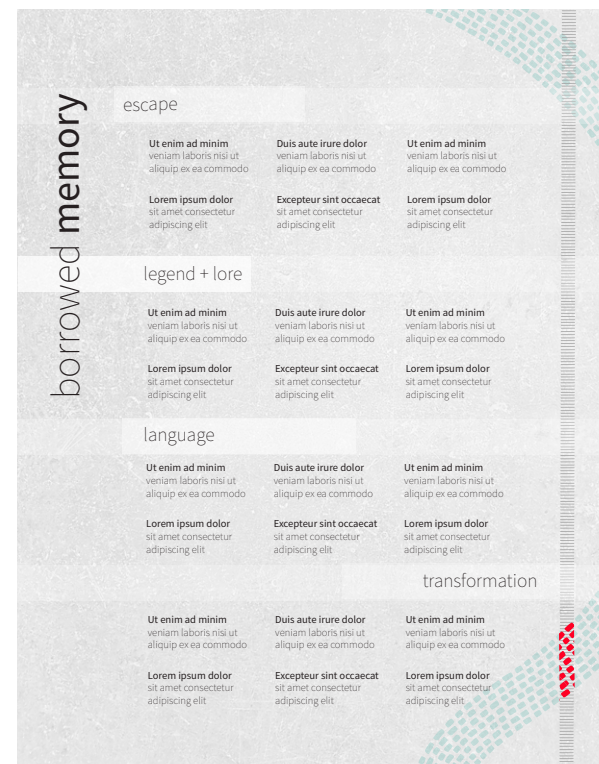 borrowed memory
escape
Ut enim ad minim
veniam laboris nisi ut
aliquip ex ea commodo
Duis aute irure dolor
veniam laboris nisi ut
aliquip ex ea commodo
Ut enim ad minim
veniam laboris nisi ut
aliquip ex ea commodo
Lorem ipsum dolor
sit amet consectetur
adipiscing elit
Excepteur sint occaecat
sit amet consectetur
adipiscing elit
Lorem ipsum dolor
sit amet consectetur
adipiscing elit
legend + lore
Ut enim ad minim
veniam laboris nisi ut
aliquip ex ea commodo
Duis aute irure dolor
veniam laboris nisi ut
aliquip ex ea commodo
Ut enim ad minim
veniam laboris nisi ut
aliquip ex ea commodo
Lorem ipsum dolor
sit amet consectetur
adipiscing elit
Excepteur sint occaecat
sit amet consectetur
adipiscing elit
Lorem ipsum dolor
sit amet consectetur
adipiscing elit
language
Ut enim ad minim
veniam laboris nisi ut
aliquip ex ea commodo
Duis aute irure dolor
veniam laboris nisi ut
aliquip ex ea commodo
Ut enim ad minim
veniam laboris nisi ut
aliquip ex ea commodo
Lorem ipsum dolor
sit amet consectetur
adipiscing elit
Excepteur sint occaecat
sit amet consectetur
adipiscing elit
Lorem ipsum dolor
sit amet consectetur
adipiscing elit
transformation
Ut enim ad minim
veniam laboris nisi ut
aliquip ex ea commodo
Duis aute irure dolor
veniam laboris nisi ut
aliquip ex ea commodo
Ut enim ad minim
veniam laboris nisi ut
aliquip ex ea commodo
Lorem ipsum dolor
sit amet consectetur
adipiscing elit
Excepteur sint occaecat
sit amet consectetur
adipiscing elit
Lorem ipsum dolor
sit amet consectetur
adipiscing elit